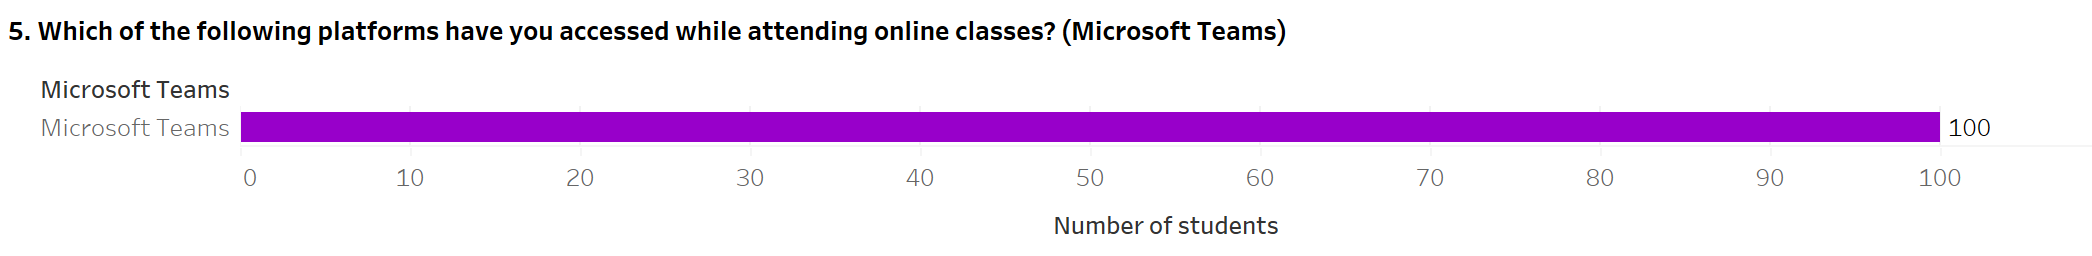 5. Which of the following platforms have you accessed while attending online classes? (Microsoft Teams)
Microsoft Teams
Microsoft Teams 100
0 10 20 30 40 50 60 70 80 90 100
Number of students